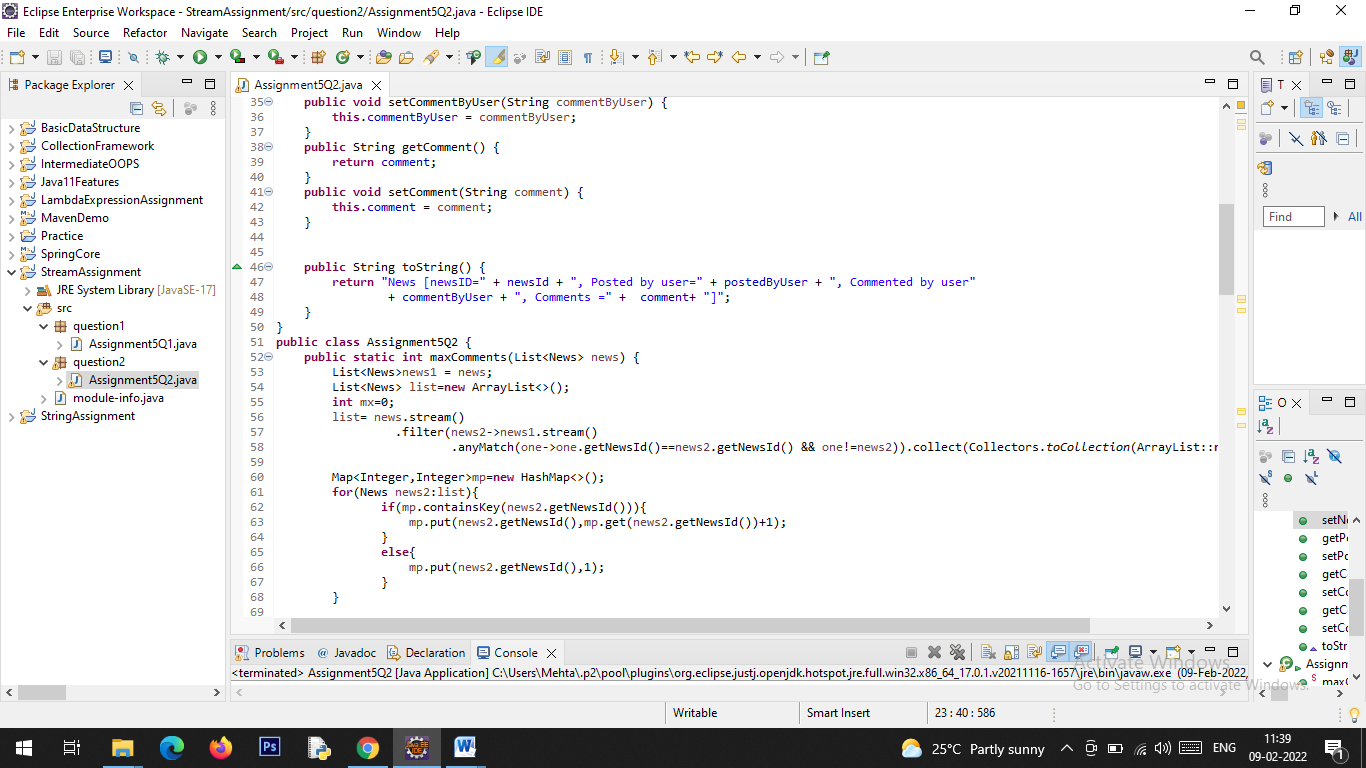 Eclipse Enterprise Workspace - StreamAssignment/src/question2/Assignment5Q2.java - Eclipse IDE
File Edit Source Refactor Navigate Search Project Run Window Help
Package Explorer
BasicDataStructure
CollectionFramework
IntermediateOOPS
Java11Features
LambdaExpressionAssignment
MavenDemo
Practice
SpringCore
StreamAssignment
JRE System Library [JavaSE-17]
src
question1
Assignment5Q1.java
question2
Assignment5Q2.java
module-info.java
StringAssignment
Assignment5Q2.java
35 public void setCommentByUser(String commentByUser) {
36 this.commentByUser = commentByUser;
37 }
38 public String getComment() {
39 return comment;
40 }
41 public void setComment(String comment) {
42 this.comment = comment;
43 }
44
45
46 public String toString() {
47 return "News [newsID=" + newsId + ", Posted by user=" + postedByUser + ", Commented by user"
48 + commentByUser + ", Comments =" +  comment+ "]";
49 }
50 }
51 public class Assignment5Q2 {
52 public static int maxComments(List<News> news) {
53 List<News>news1 = news;
54 List<News> list=new ArrayList<>();
55 int mx=0;
56 list= news.stream()
57 .filter(news2->news1.stream()
58 .anyMatch(one->one.getNewsId()==news2.getNewsId() && one!=news2)).collect(Collectors.toCollection(ArrayList::
59
60 Map<Integer,Integer>mp=new HashMap<>();
61 for(News news2:list){
62 if(mp.containsKey(news2.getNewsId())){
63 mp.put(news2.getNewsId(),mp.get(news2.getNewsId())+1);
64 }
65 else{
66 mp.put(news2.getNewsId(),1);
67 }
68 }
69
T
Find All
O
setNe
getPo
setPo
getC
setCo
getC
setCo
toStr
Assignm
maxC
Problems @ Javadoc Declaration Console
<terminated> Assignment5Q2 [Java Application] C:\Users\Mehta\.p2\pool\plugins\org.eclipse.justj.openjdk.hotspot.jre.full.win32.x86_64_17.0.1.v20211116-1657\jre\bin\javaw.exe (09-Feb-2022,
Activate Windows
Go to Settings to activate Windows.
Writable Smart Insert 23 : 40 : 586
Ps
W
25°C Partly sunny
ENG
11:39
09-02-2022
1